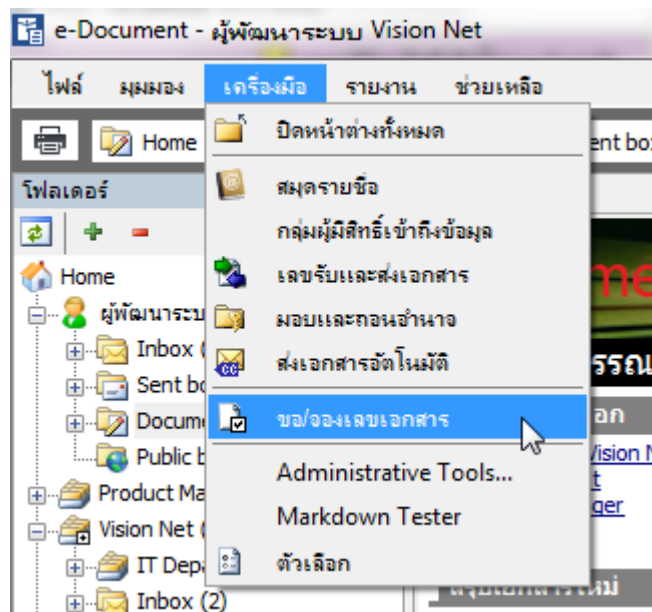 e-Document - ผู้พัฒนาระบบ Vision Net
ไฟล์ มุมมอง เครื่องมือ รายงาน ช่วยเหลือ
Home
ปิดหน้าต่างทั้งหมด
โฟลเดอร์
สมุดรายชื่อ
กลุ่มผู้มีสิทธิ์เข้าถึงข้อมูล
Home
เลขรับและส่งเอกสาร
ผู้พัฒนาระบ
มอบและถอนอำนาจ
Inbox (
ส่งเอกสารอัตโนมัติ
Sent bo
Docume
ขอ/จองเลขเอกสาร
Public b
Administrative Tools...
Product Ma
Markdown Tester
Vision Net (
IT Depa
ตัวเลือก
Inbox (2)